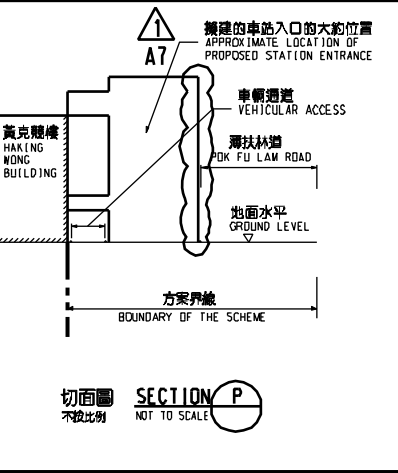 1
A7
擬建的車站入口的大約位置
APPROXIMATE LOCATION OF
PROPOSED STATION ENTRANCE
車輛通道
VEHICULAR ACCESS
黃克競樓
HAKING
WONG
BUILDING
薄扶林道
POK FU LAM ROAD
地面水平
GROUND LEVEL
方案界線
BOUNDARY OF THE SCHEME
切面圖 SECTION P
不按比例 NOT TO SCALE